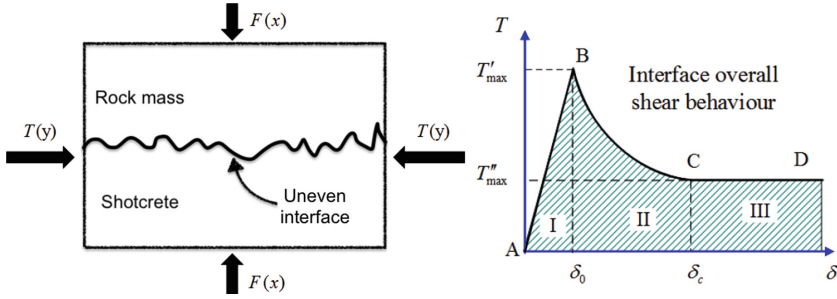 F(x)
Rock mass
T(y)
T(y)
Shotcrete
Uneven
interface
F(x)
T
T′max
B
Interface overall
shear behaviour
T″max
C
D
I
II
III
A
δ0
δc
δ